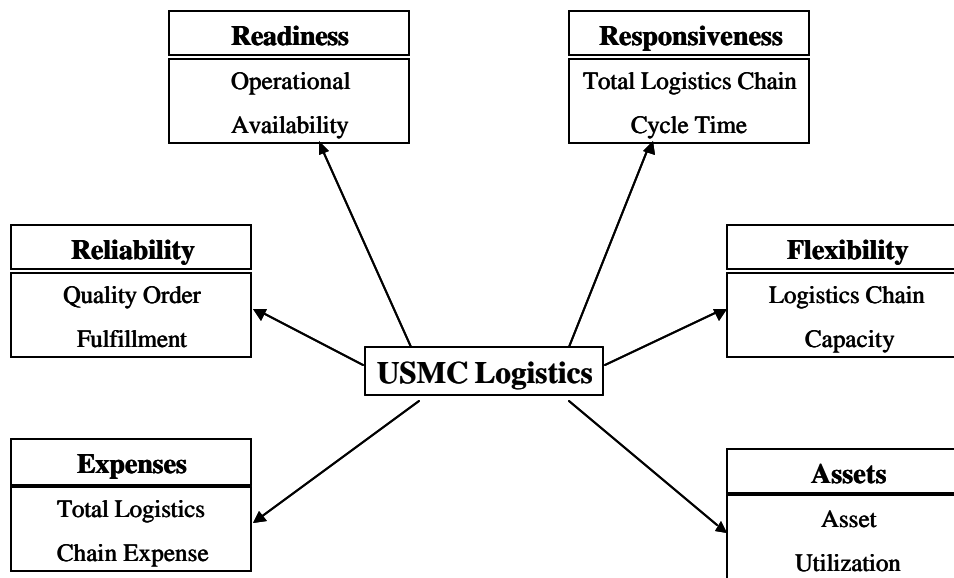 Readiness
Operational
Availability
Responsiveness
Total Logistics Chain
Cycle Time
Reliability
Quality Order
Fulfillment
Flexibility
Logistics Chain
Capacity
USMC Logistics
Expenses
Total Logistics
Chain Expense
Assets
Asset
Utilization